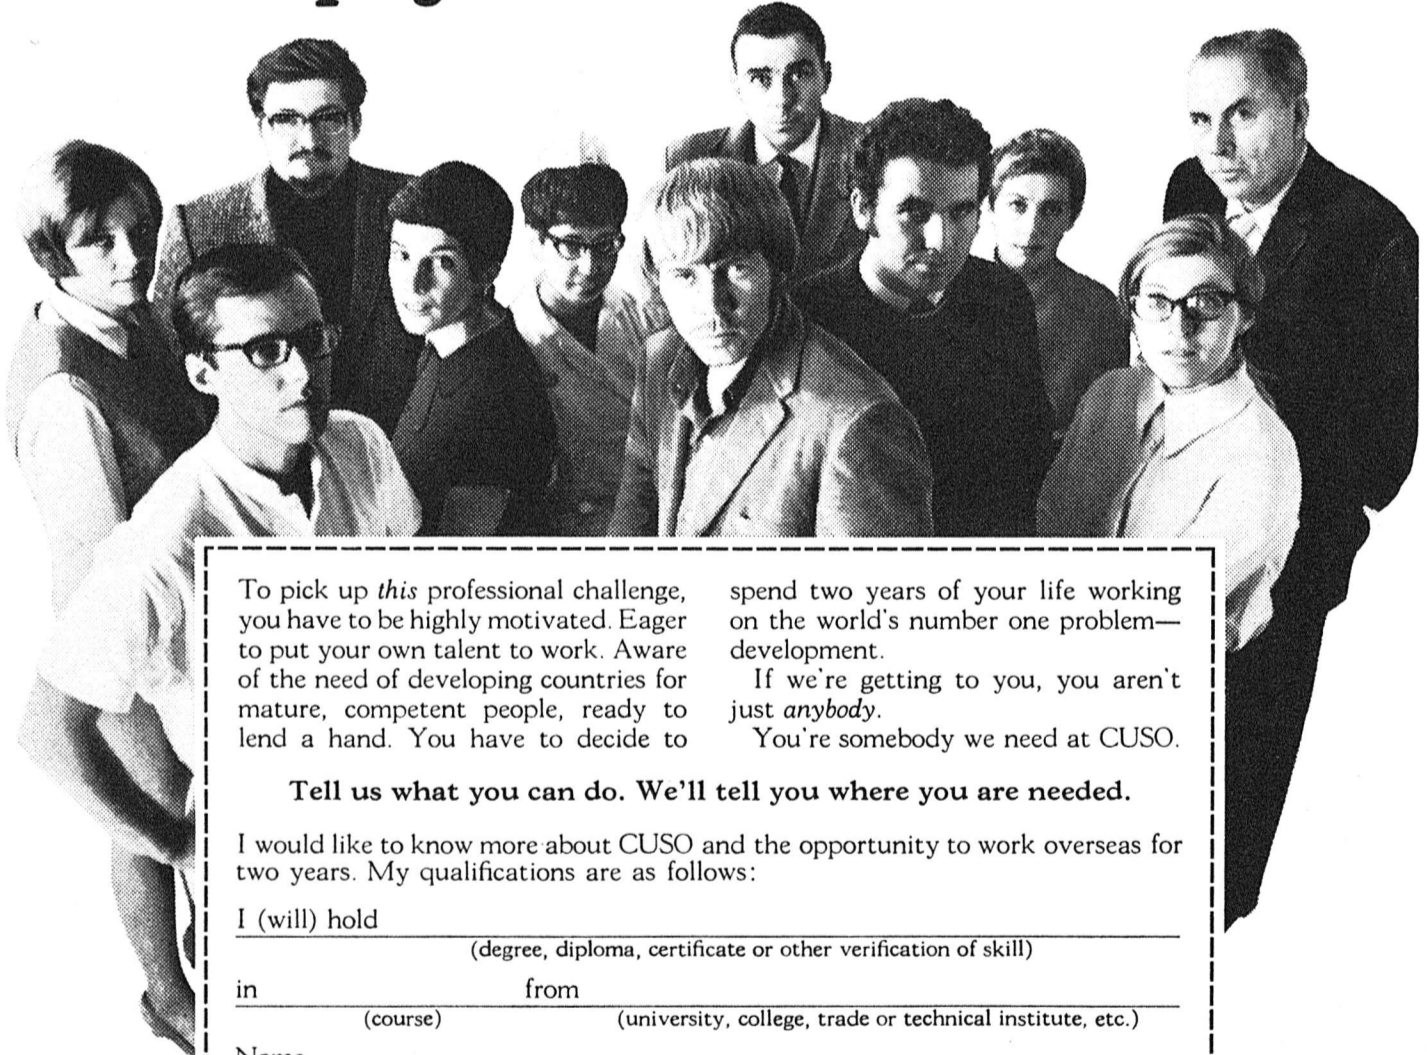 To pick up this professional challenge,
you have to be highly motivated. Eager
to put your own talent to work. Aware
of the need of developing countries for
mature, competent people, ready to
lend a hand. You have to decide to
spend two years of your life working
on the world's number one problem—
development.
If we're getting to you, you aren't
just anybody.
You're somebody we need at CUSO.
Tell us what you can do. We'll tell you where you are needed.
I would like to know more about CUSO and the opportunity to work overseas for
two years. My qualifications are as follows:
I (will) hold
(degree, diploma, certificate or other verification of skill)
in from
(course) (university, college, trade or technical institute, etc.)
Name